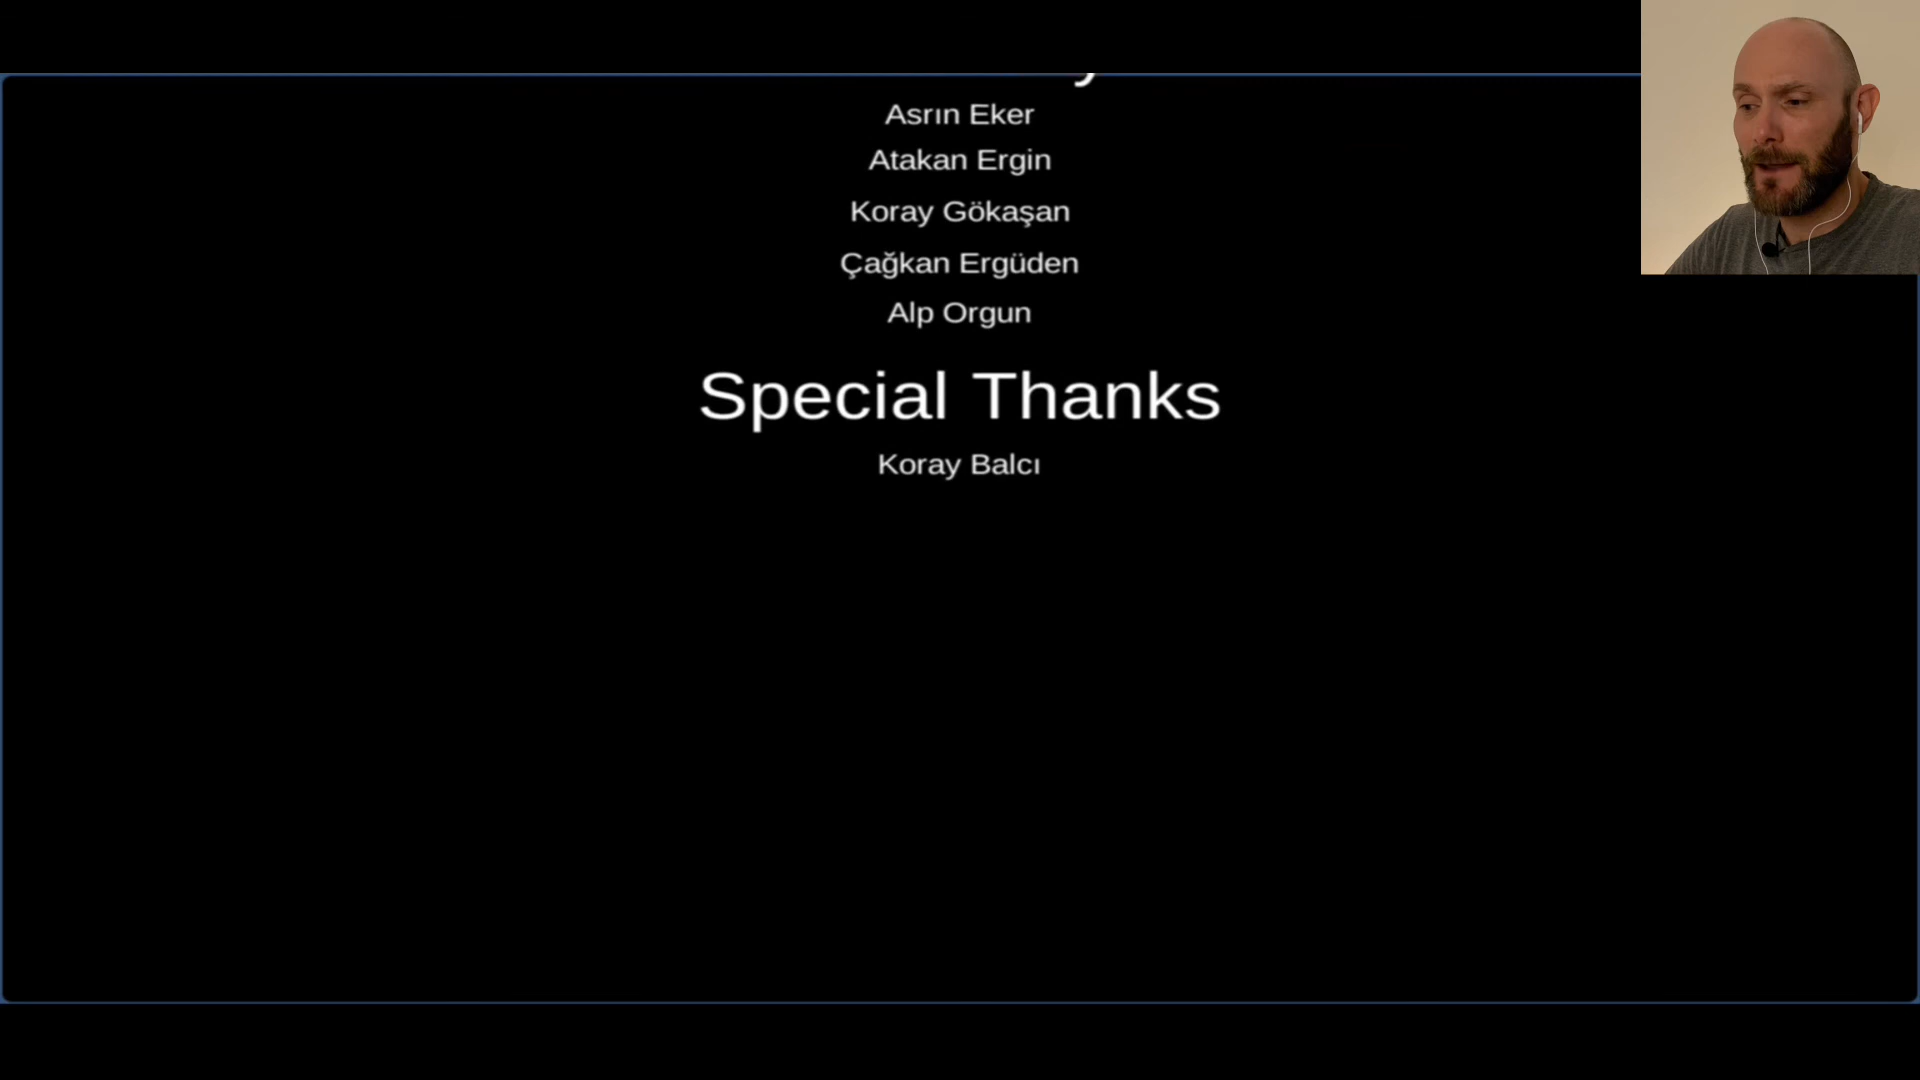 Asrın Eker
Atakan Ergin
Koray Gökaşan
Çağkan Ergüden
Alp Orgun
Special Thanks
Koray Balcı